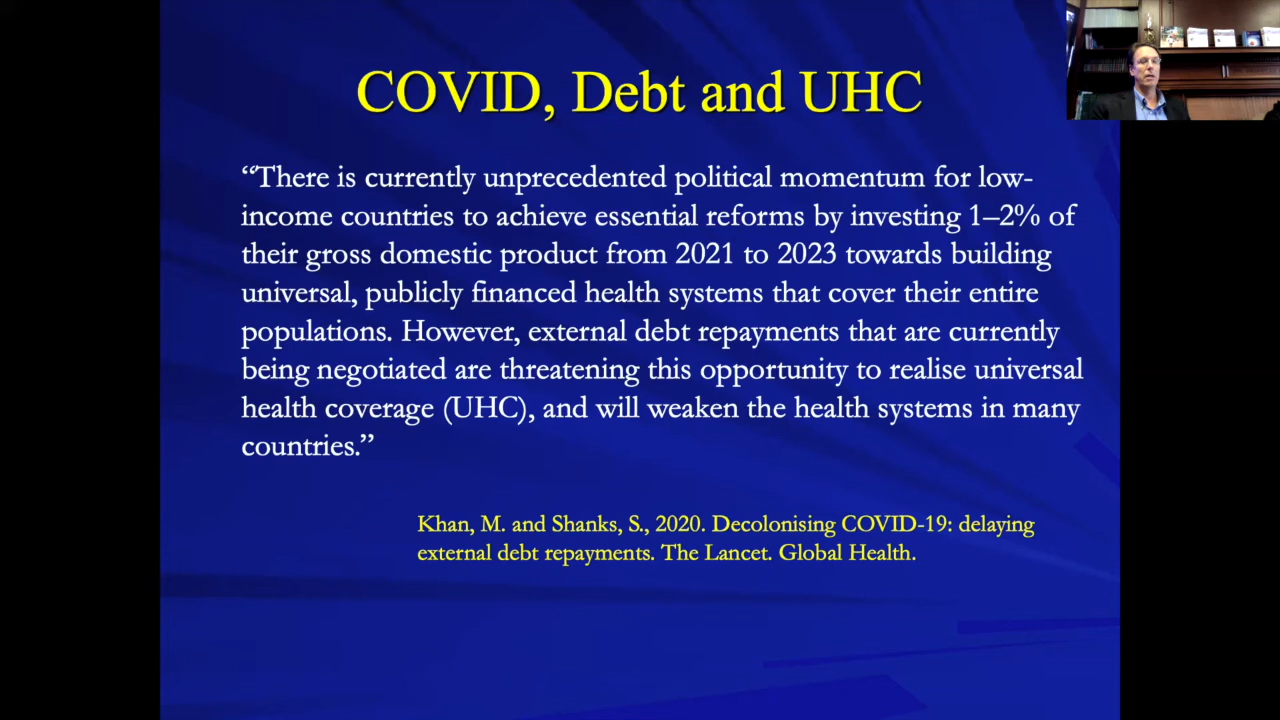 COVID, Debt and UHC
“There is currently unprecedented political momentum for low-
income countries to achieve essential reforms by investing 1–2% of
their gross domestic product from 2021 to 2023 towards building
universal, publicly financed health systems that cover their entire
populations. However, external debt repayments that are currently
being negotiated are threatening this opportunity to realise universal
health coverage (UHC), and will weaken the health systems in many
countries.”
Khan, M. and Shanks, S., 2020. Decolonising COVID-19: delaying
external debt repayments. The Lancet. Global Health.